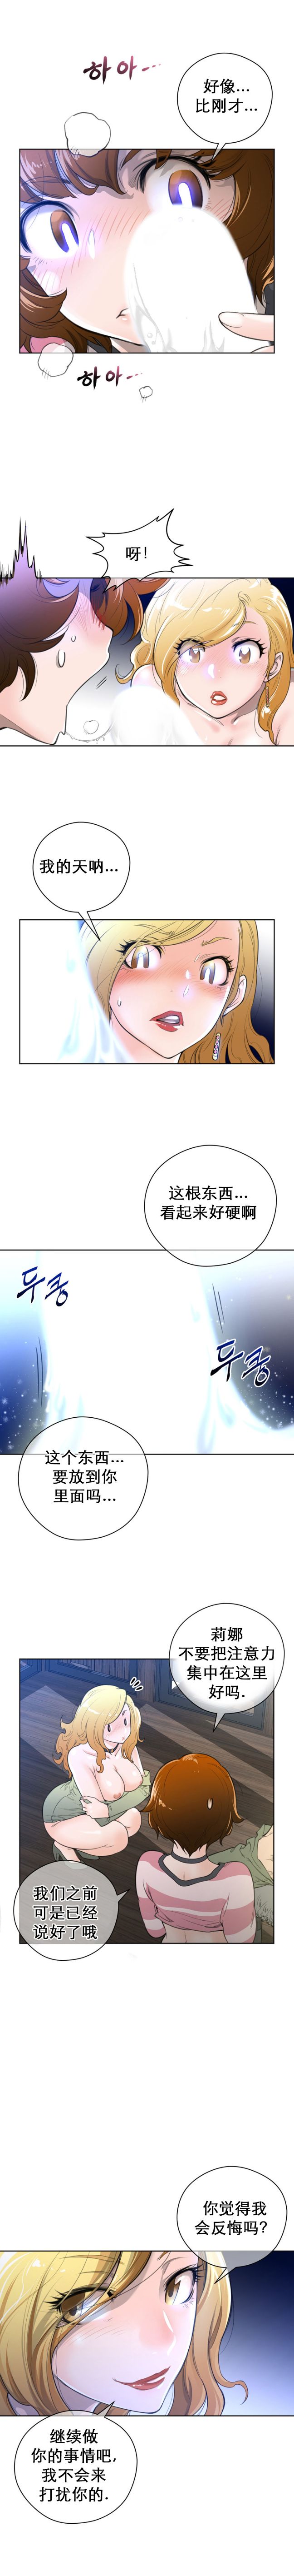 하아…
好像...
比刚才...
하아…
呀!
我的天呐...
这根东西...
看起来好硬啊
두쿵
두쿵
这个东西...
要放到你
里面吗...
莉娜
不要把注意力
集中在这里
好吗.
我们之前
可是已经
说好了哦
你觉得我
会反悔吗?
继续做
你的事情吧,
我不会来
打扰你的.